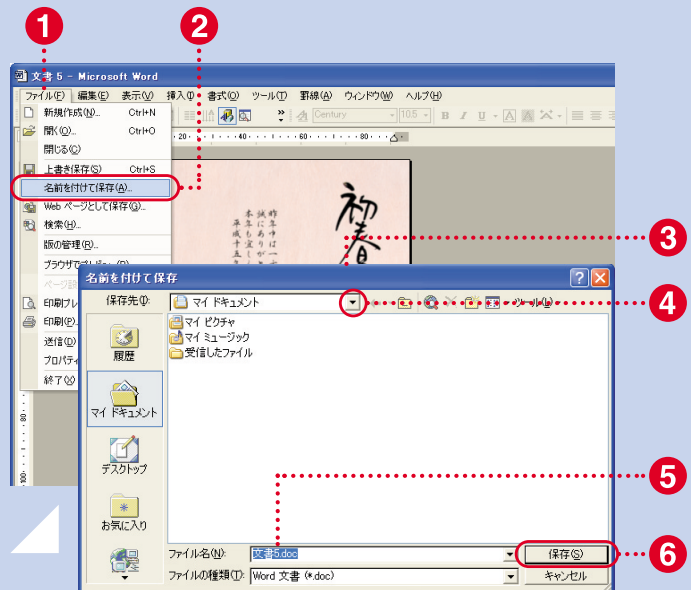 1
2
文書 5 - Microsoft Word
ファイル(F) 編集(E) 表示(V) 挿入(I) 書式(O) ツール(T) 罫線(A) ウィンドウ(W) ヘルプ(H)
新規作成(N)... Ctrl+N
Century 10.5 B I U A A
開く(O)... Ctrl+O
20 40 60 80
閉じる(C)
上書き保存(S) Ctrl+S
名前を付けて保存(A)...
Web ページとして保存(G)...
検索(H)...
版の管理(R)...
初春
3
名前を付けて保存
保存先(I): マイ ドキュメント
ツール(L)
4
印刷(P)...
送信(D)
終了(X)
マイ ピクチャ
マイ ミュージック
受信したファイル
履歴
マイ ドキュメント
デスクトップ
お気に入り
80
100
5
ファイル名(N): 文書5.doc
保存(S)
6
ファイルの種類(T): Word 文書 (*.doc)
キャンセル